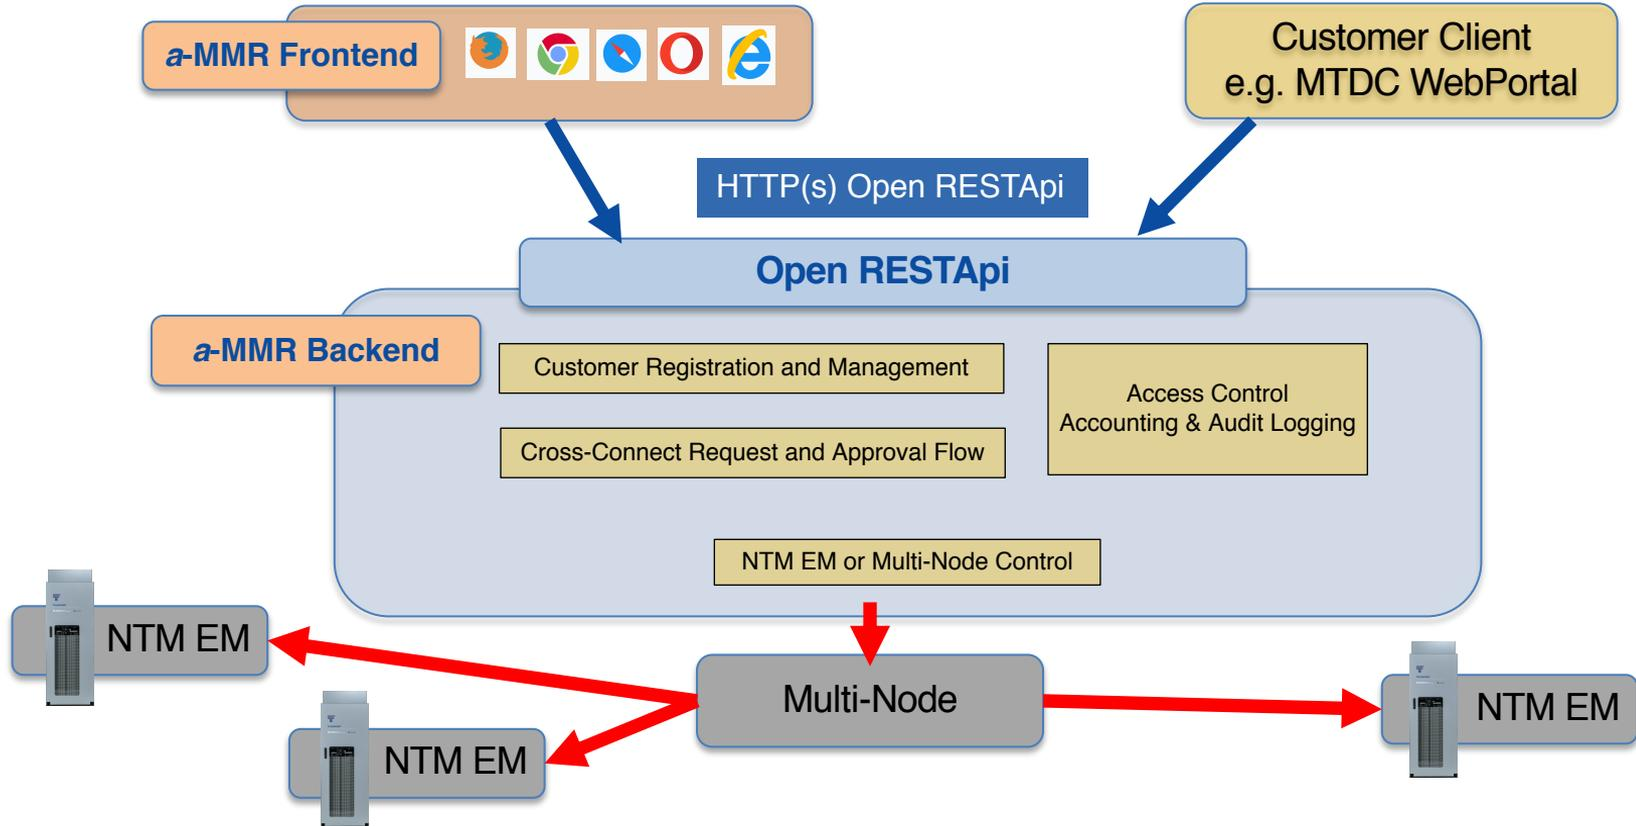 a-MMR Frontend
Customer Client
e.g. MTDC WebPortal
HTTP(s) Open RESTApi
Open RESTApi
a-MMR Backend
Customer Registration and Management
Access Control
Accounting & Audit Logging
Cross-Connect Request and Approval Flow
NTM EM or Multi-Node Control
NTM EM
Multi-Node
NTM EM
NTM EM